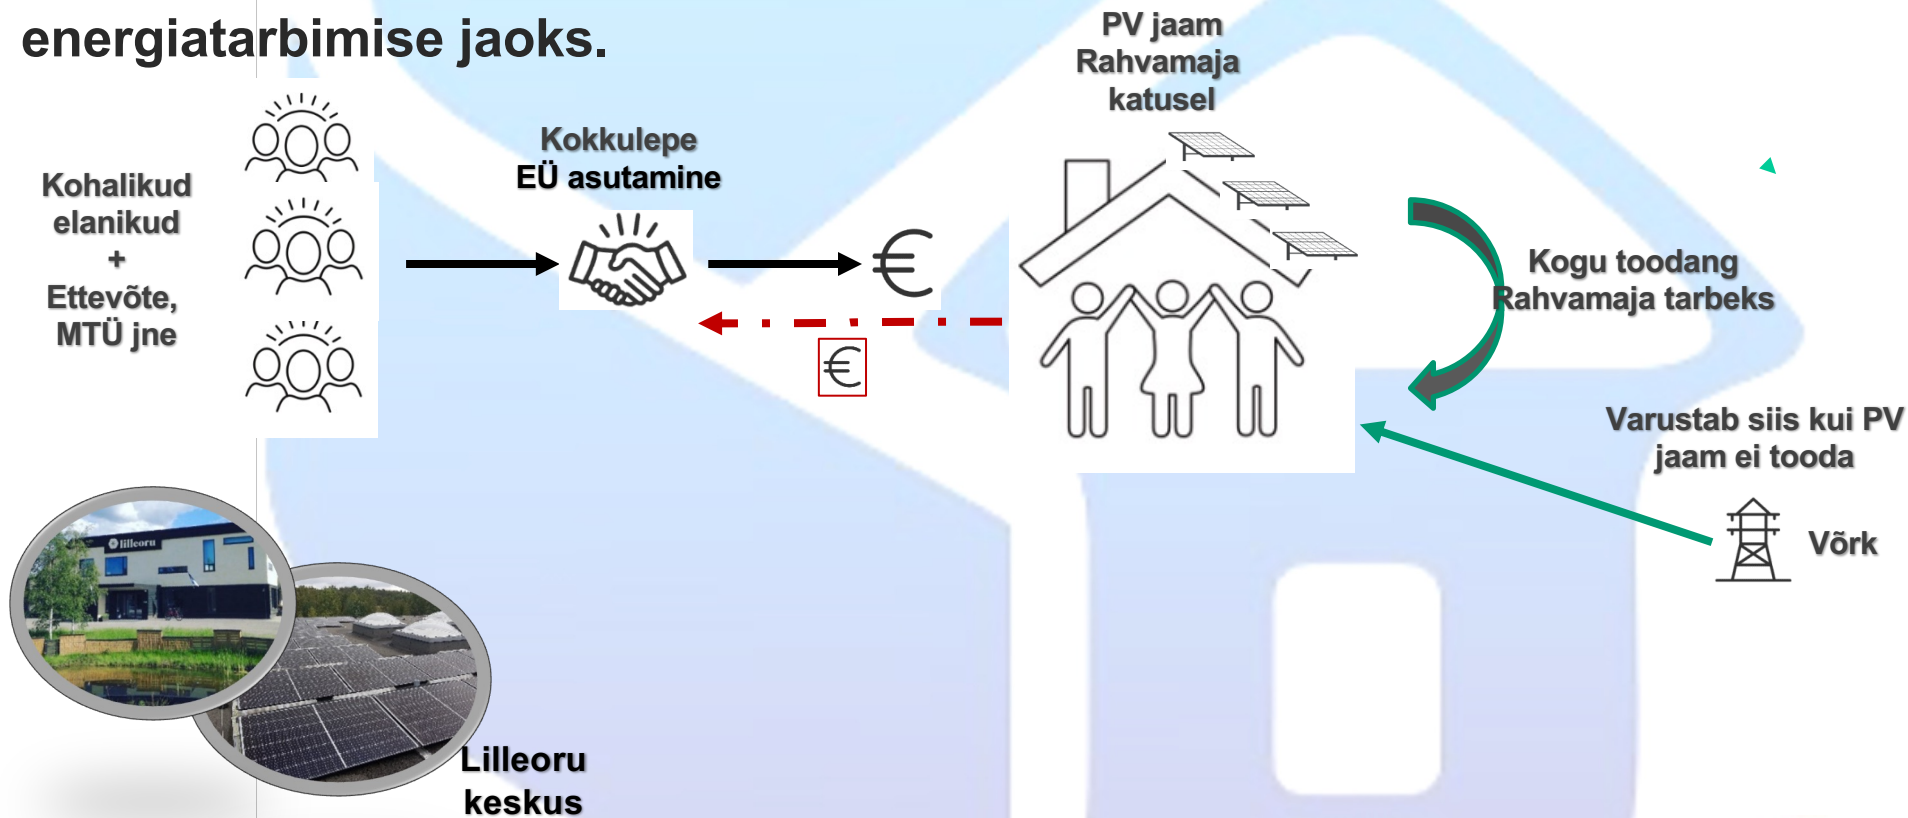 energiatarbimise jaoks.
PV jaam
Rahvamaja
katusel
Kokkulepe
EÜ asutamine
Kohalikud
elanikud
+
Ettevõte,
MTÜ jne
€
€
Kogu toodang
Rahvamaja tarbeks
Varustab siis kui PV
jaam ei tooda
Võrk
lilleoru
Lilleoru
keskus